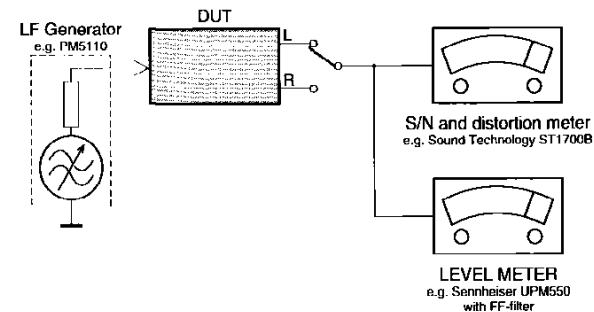 LF Generator
e.g. PM5110
DUT
L
R
S/N and distortion meter
e.g. Sound Technology ST1700B
LEVEL METER
e.g. Sennheiser UPM550
with FF-filter